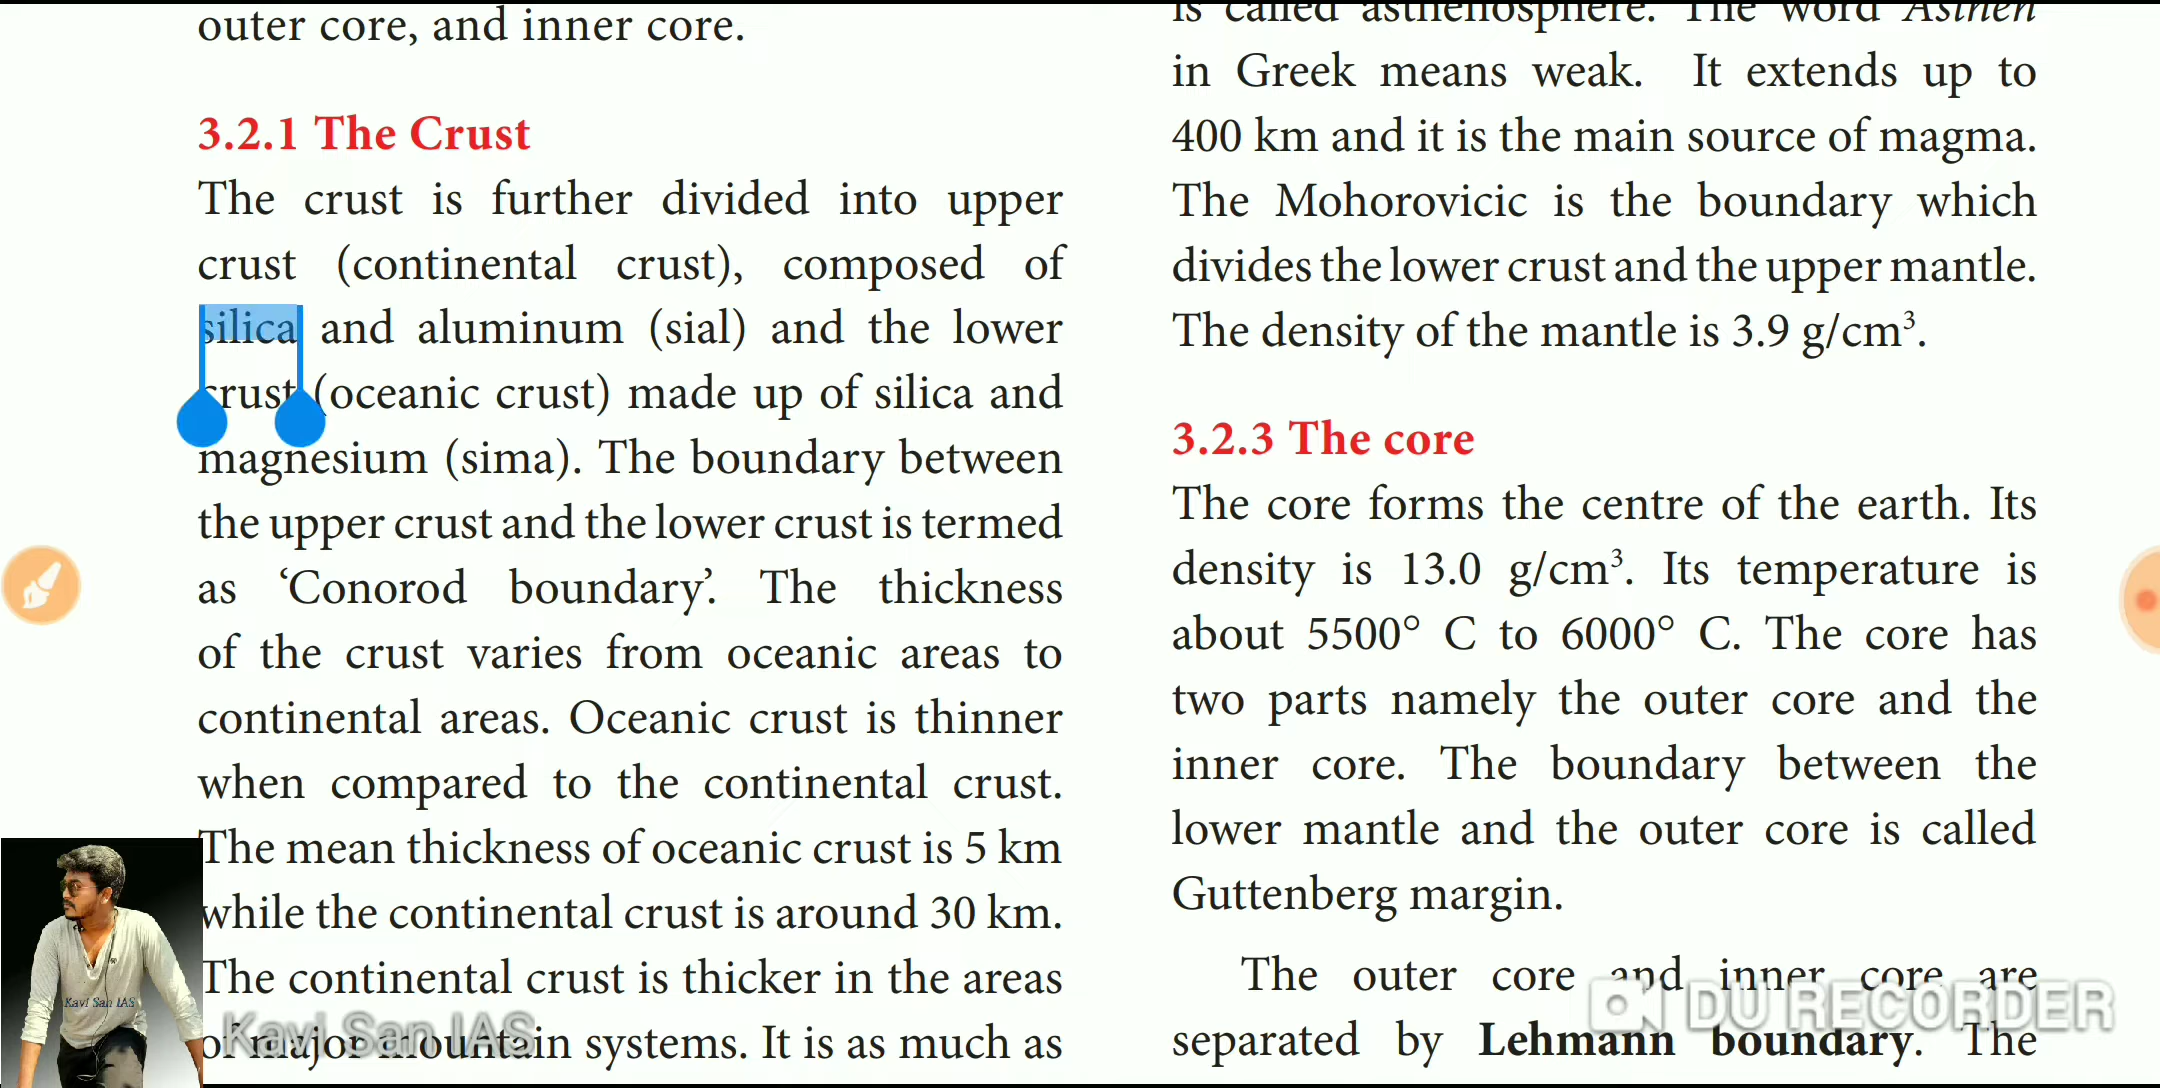 outer core, and inner core.
3.2.1 The Crust
The crust is further divided into upper
crust (continental crust), composed of
silica and aluminum (sial) and the lower
crust (oceanic crust) made up of silica and
magnesium (sima). The boundary between
the upper crust and the lower crust is termed
as ‘Conorod boundary’. The thickness
of the crust varies from oceanic areas to
continental areas. Oceanic crust is thinner
when compared to the continental crust.
The mean thickness of oceanic crust is 5 km
while the continental crust is around 30 km.
The continental crust is thicker in the areas
of major mountain systems. It is as much as
is called asthenosphere. The word Asthen
in Greek means weak. It extends up to
400 km and it is the main source of magma.
The Mohorovicic is the boundary which
divides the lower crust and the upper mantle.
The density of the mantle is 3.9 g/cm³.
3.2.3 The core
The core forms the centre of the earth. Its
density is 13.0 g/cm³. Its temperature is
about 5500° C to 6000° C. The core has
two parts namely the outer core and the
inner core. The boundary between the
lower mantle and the outer core is called
Guttenberg margin.
The outer core and inner core are
separated by Lehmann boundary. The
Kavi San IAS
Kavi San IAS
DU RECORDER